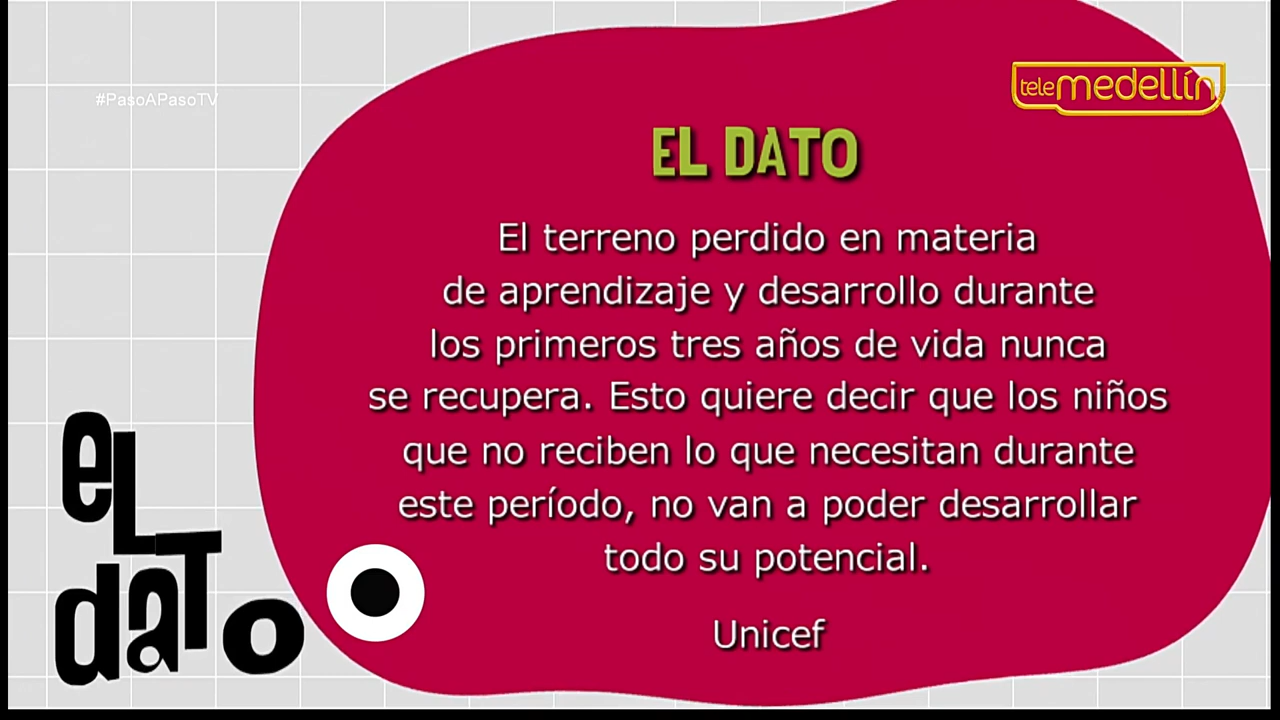 #PasoAPasoTV
tele medellín
EL DATO
El terreno perdido en materia
de aprendizaje y desarrollo durante
los primeros tres años de vida nunca
se recupera. Esto quiere decir que los niños
que no reciben lo que necesitan durante
este período, no van a poder desarrollar
todo su potencial.
Unicef
eL
daTo